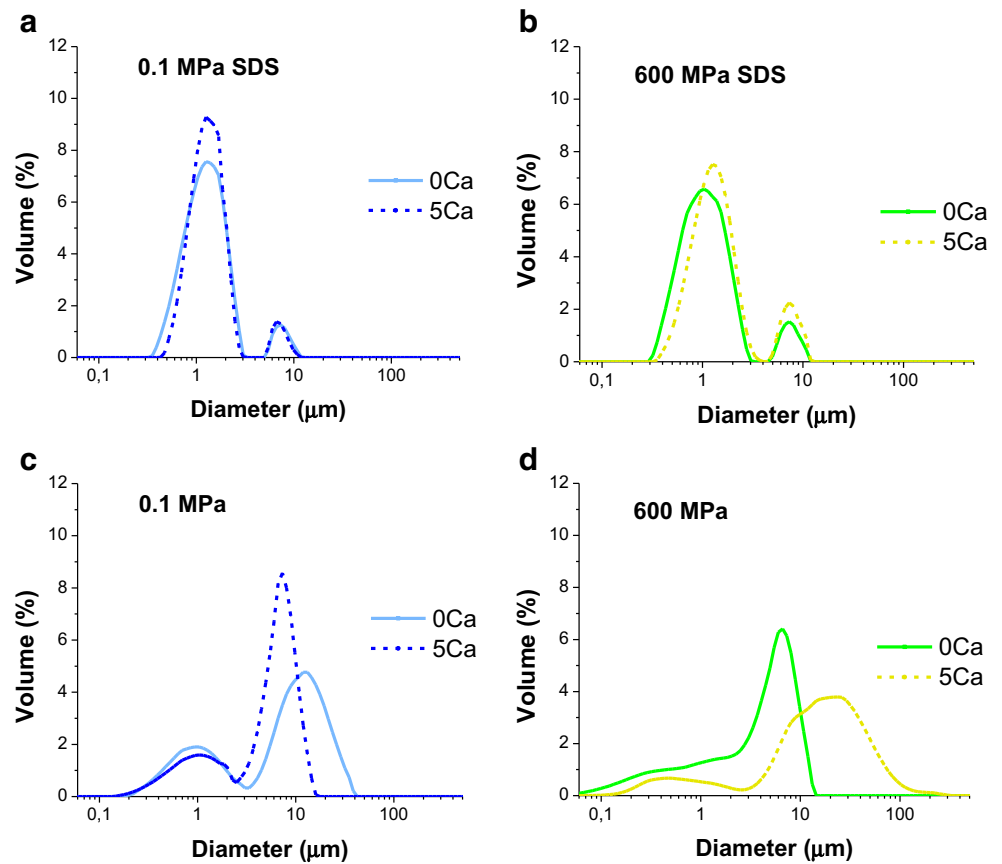 a
0.1 MPa SDS
12
10
8
6
4
2
0
Volume (%)
0Ca
5Ca
0,1 1 10 100
Diameter (μm)
b
600 MPa SDS
12
10
8
6
4
2
0
Volume (%)
0Ca
5Ca
0,1 1 10 100
Diameter (μm)
c
0.1 MPa
12
10
8
6
4
2
0
Volume (%)
0Ca
5Ca
0,1 1 10 100
Diameter (μm)
d
600 MPa
12
10
8
6
4
2
0
Volume (%)
0Ca
5Ca
0,1 1 10 100
Diameter (μm)